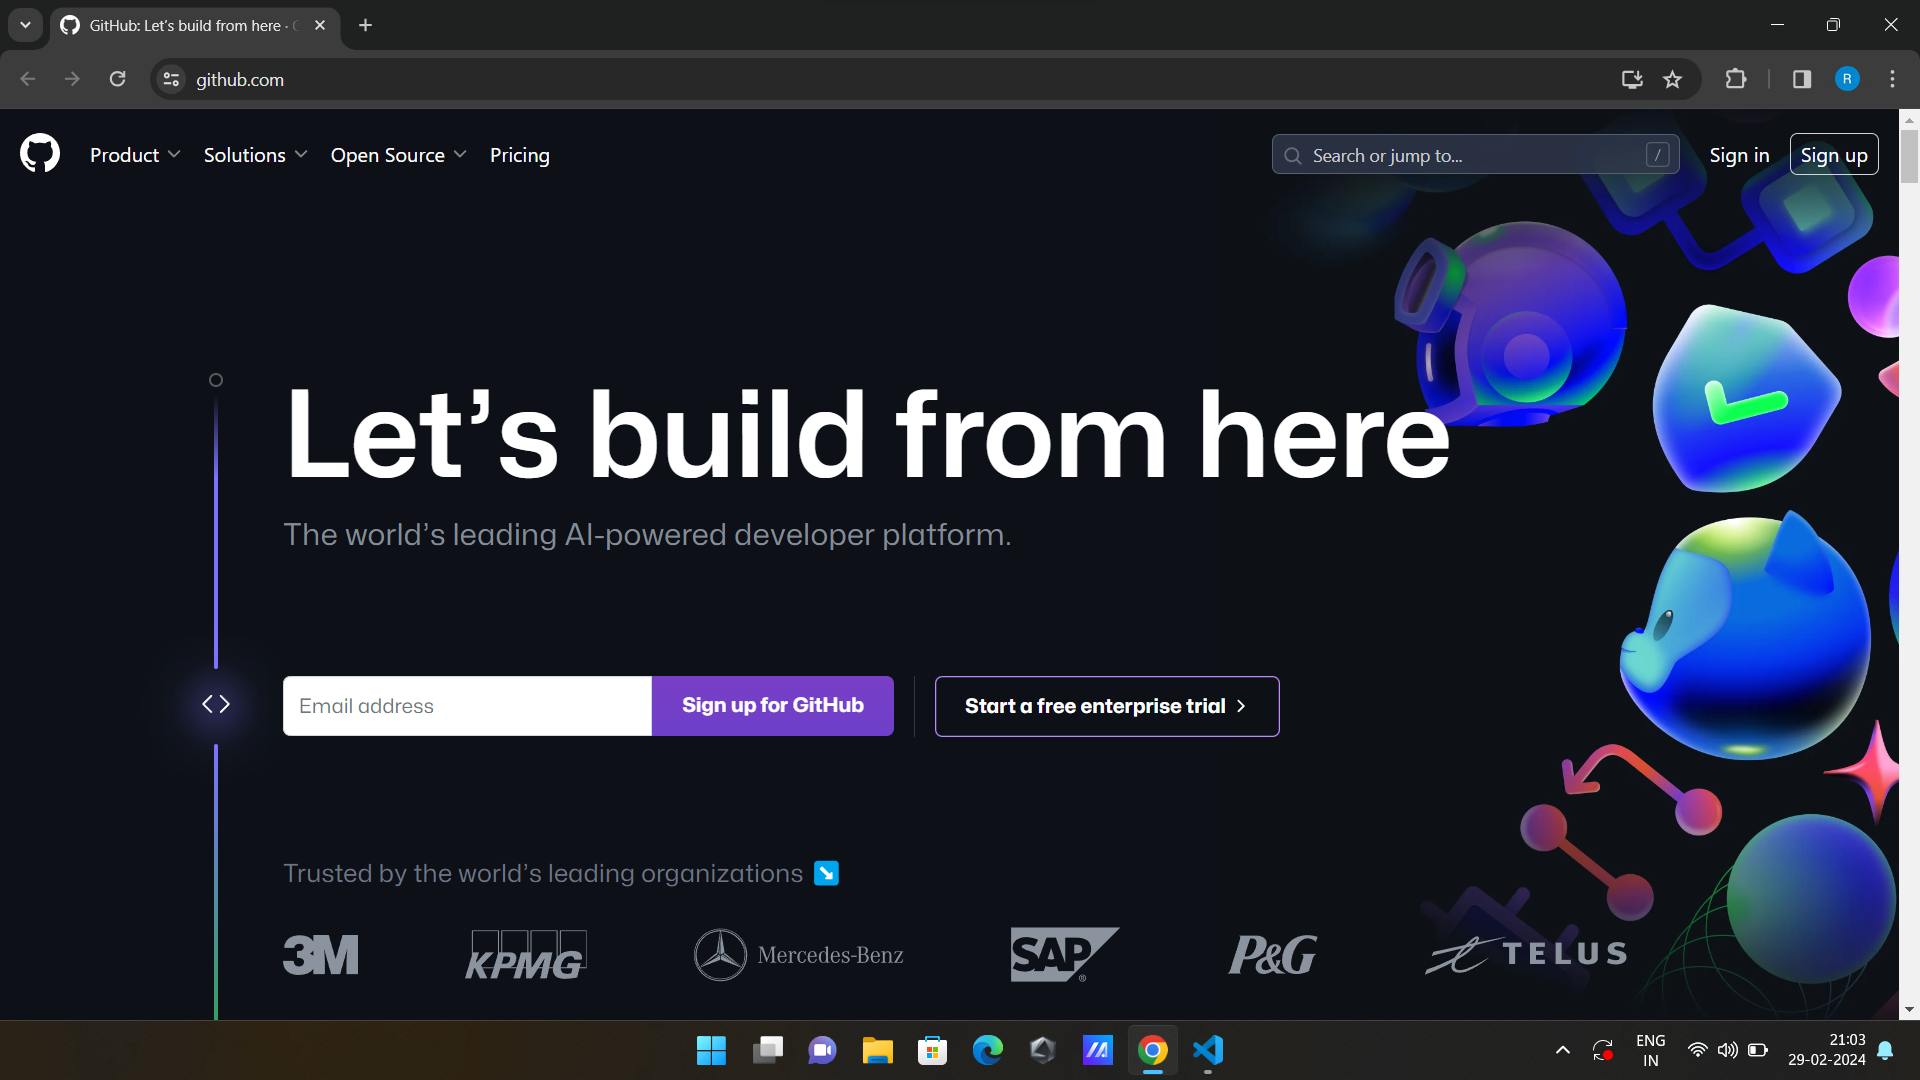 GitHub: Let's build from here ·
github.com
R
Product
Solutions
Open Source
Pricing
Search or jump to...
/
Sign in
Sign up
Let’s build from here
The world’s leading AI-powered developer platform.
Email address
Sign up for GitHub
Start a free enterprise trial
Trusted by the world’s leading organizations
3M
KPMG
Mercedes-Benz
SAP
®
P&G
TELUS
ENG
IN
21:03
29-02-2024